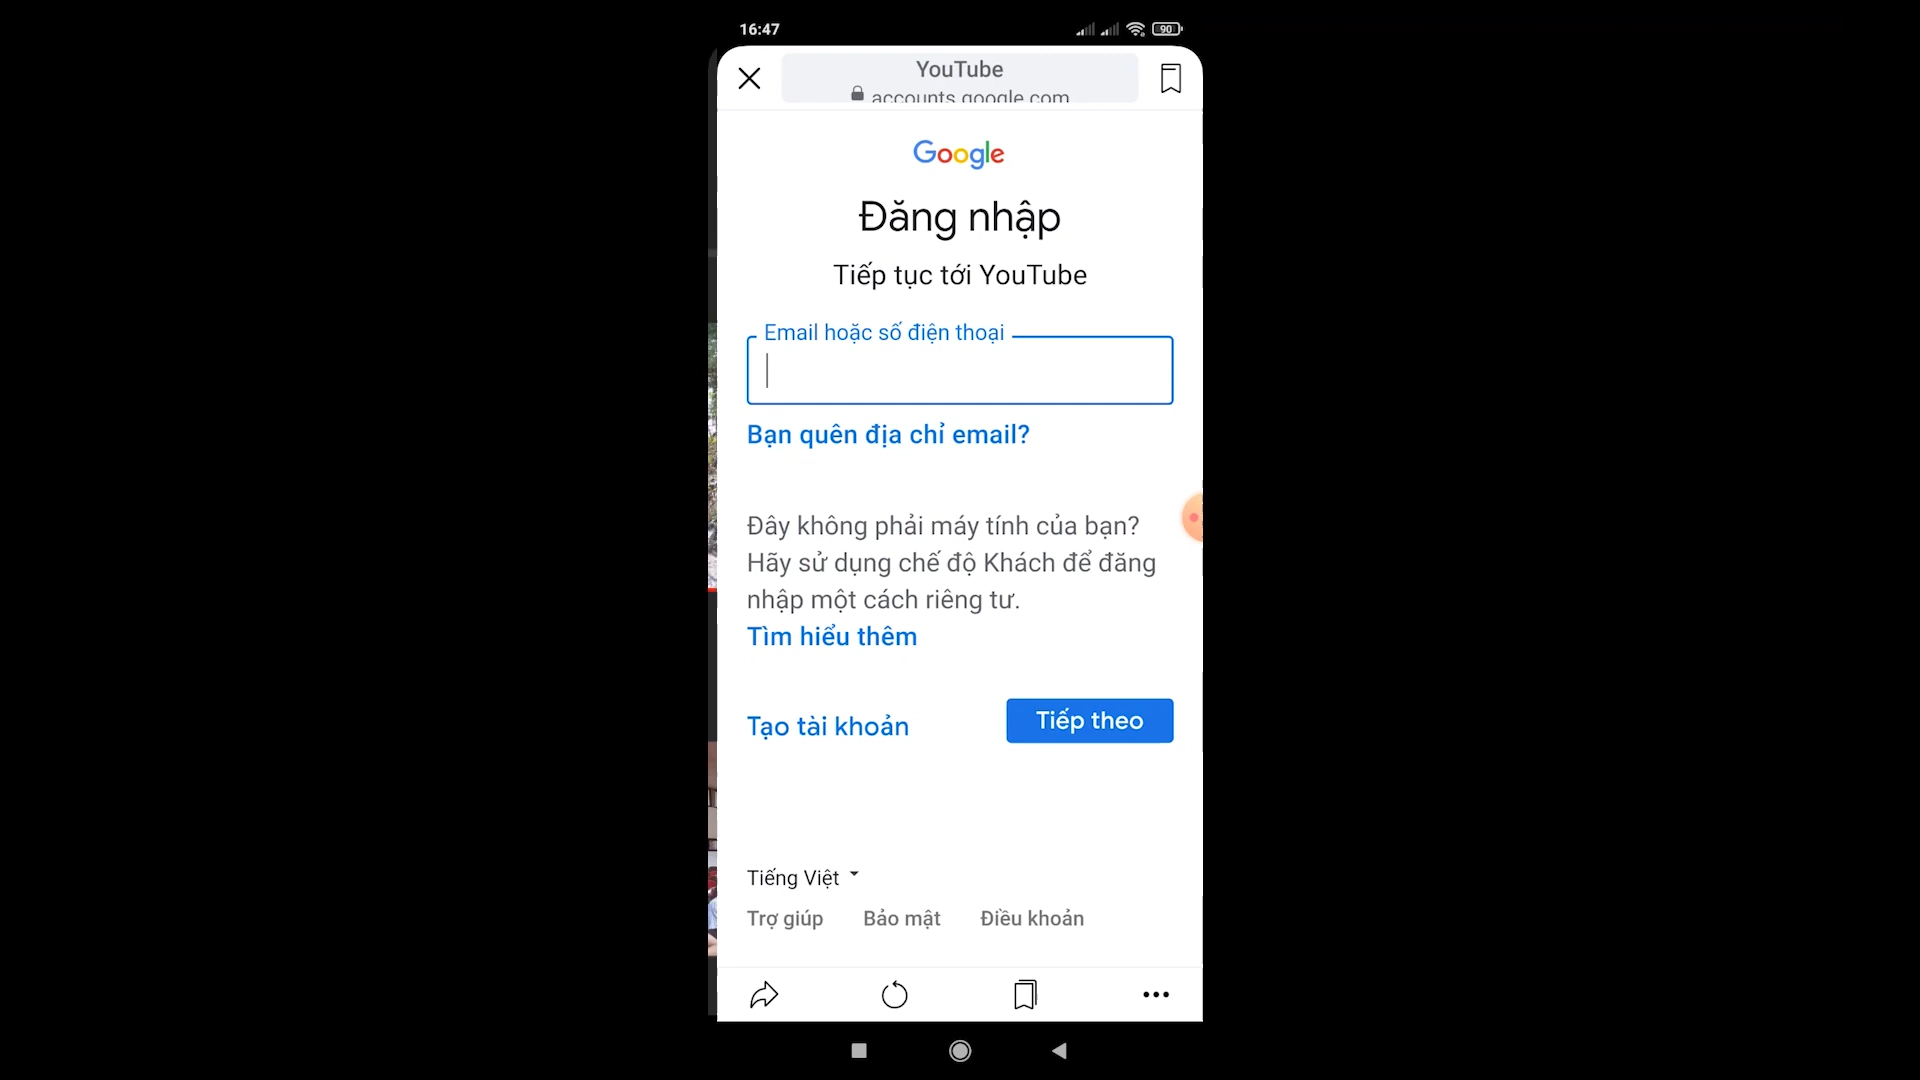 16:47
90
YouTube
accounts.google.com
Google
Đăng nhập
Tiếp tục tới YouTube
Email hoặc số điện thoại
Bạn quên địa chỉ email?
Đây không phải máy tính của bạn?
Hãy sử dụng chế độ Khách để đăng
nhập một cách riêng tư.
Tìm hiểu thêm
Tạo tài khoản
Tiếp theo
Tiếng Việt
Trợ giúp
Bảo mật
Điều khoản